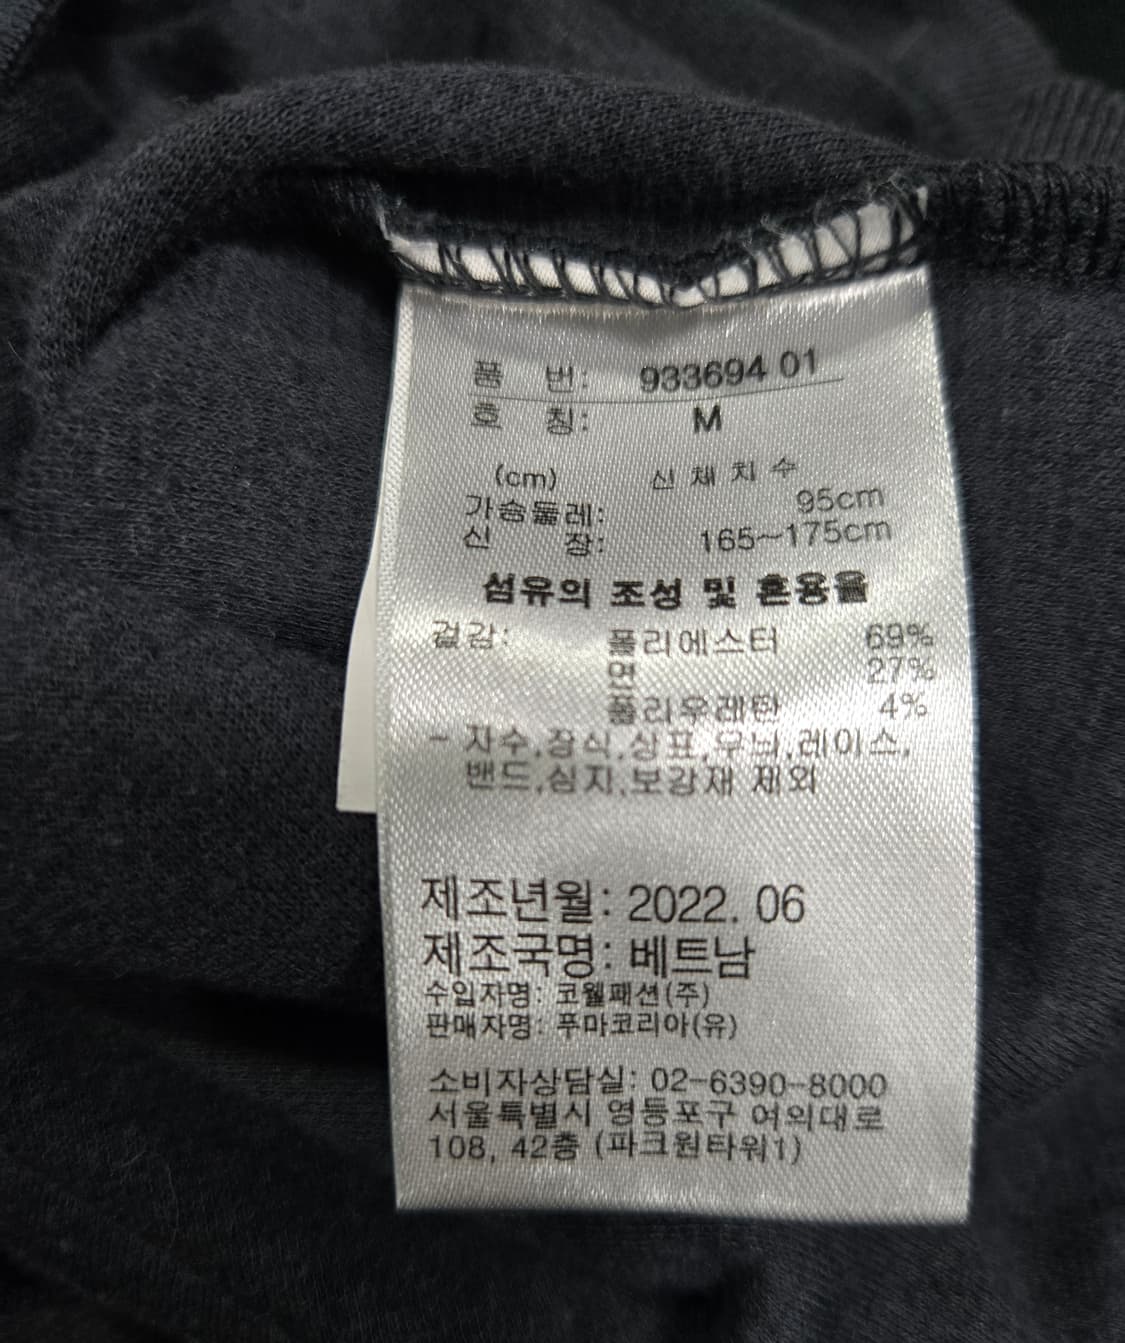 품 번: 933694 01
호 칭: M
(cm) 신체치수
가슴둘레: 95cm
신 장: 165~175cm
섬유의 조성 및 혼용율
겉감: 폴리에스터 69%
면 27%
폴리우레탄 4%
- 자수,장식,상표,무늬,레이스,
밴드,심지,보강재 제외
제조년월: 2022. 06
제조국명: 베트남
수입자명: 코웰패션(주)
판매자명: 푸마코리아(유)
소비자상담실: 02-6390-8000
서울특별시 영등포구 여의대로
108, 42층 (파크원타워1)